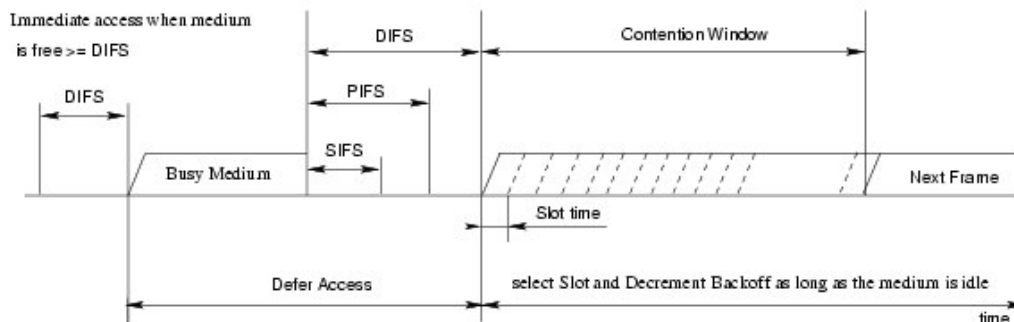 Immediate access when medium
is free >= DIFS
DIFS
Contention Window
DIFS
PIFS
SIFS
Busy Medium
Next Frame
Slot time
Defer Access
select Slot and Decrement Backoff as long as the medium is idle
time